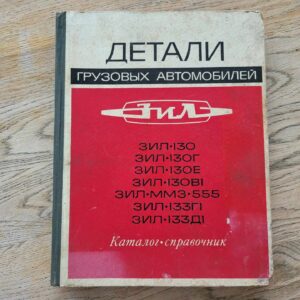 ДЕТАЛИ
ГРУЗОВЫХ АВТОМОБИЛЕЙ
ЗИЛ
ЗИЛ-130
ЗИЛ-130Г
ЗИЛ-130Е
ЗИЛ-130В1
ЗИЛ-ММЗ-555
ЗИЛ-133Г1
ЗИЛ-133Д1
Каталог-справочник